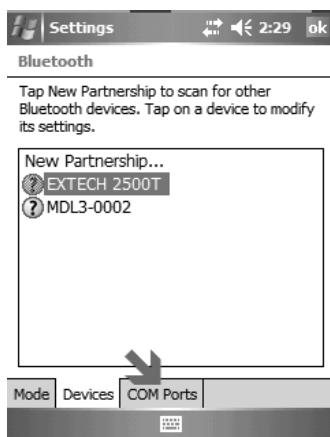 Settings 2:29 ok
Bluetooth
Tap New Partnership to scan for other
Bluetooth devices. Tap on a device to modify
its settings.
New Partnership...
EXTECH 2500T
MDL3-0002
Mode Devices COM Ports